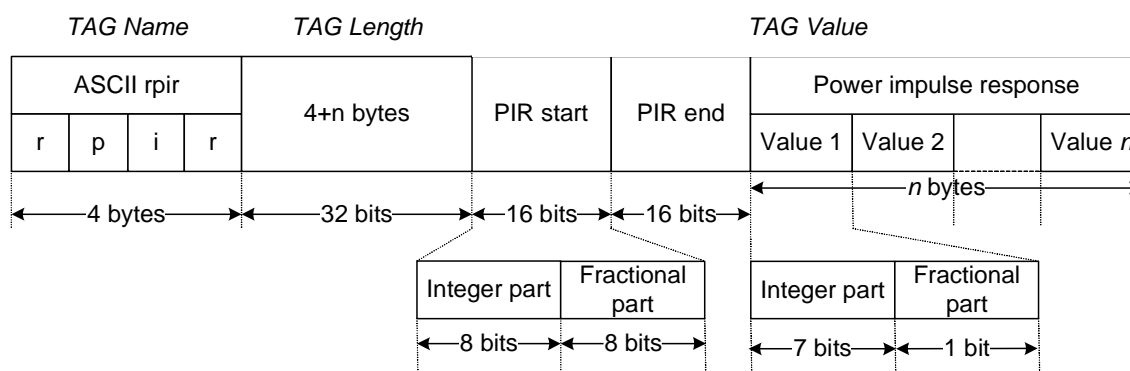 TAG Name TAG Length TAG Value
ASCII rpir
r p i r
4+n bytes
PIR start
PIR end
Power impulse response
Value 1 Value 2 Value n
n bytes
4 bytes 32 bits 16 bits 16 bits
Integer part
Fractional
part
Integer part
Fractional
part
8 bits 8 bits 7 bits 1 bit